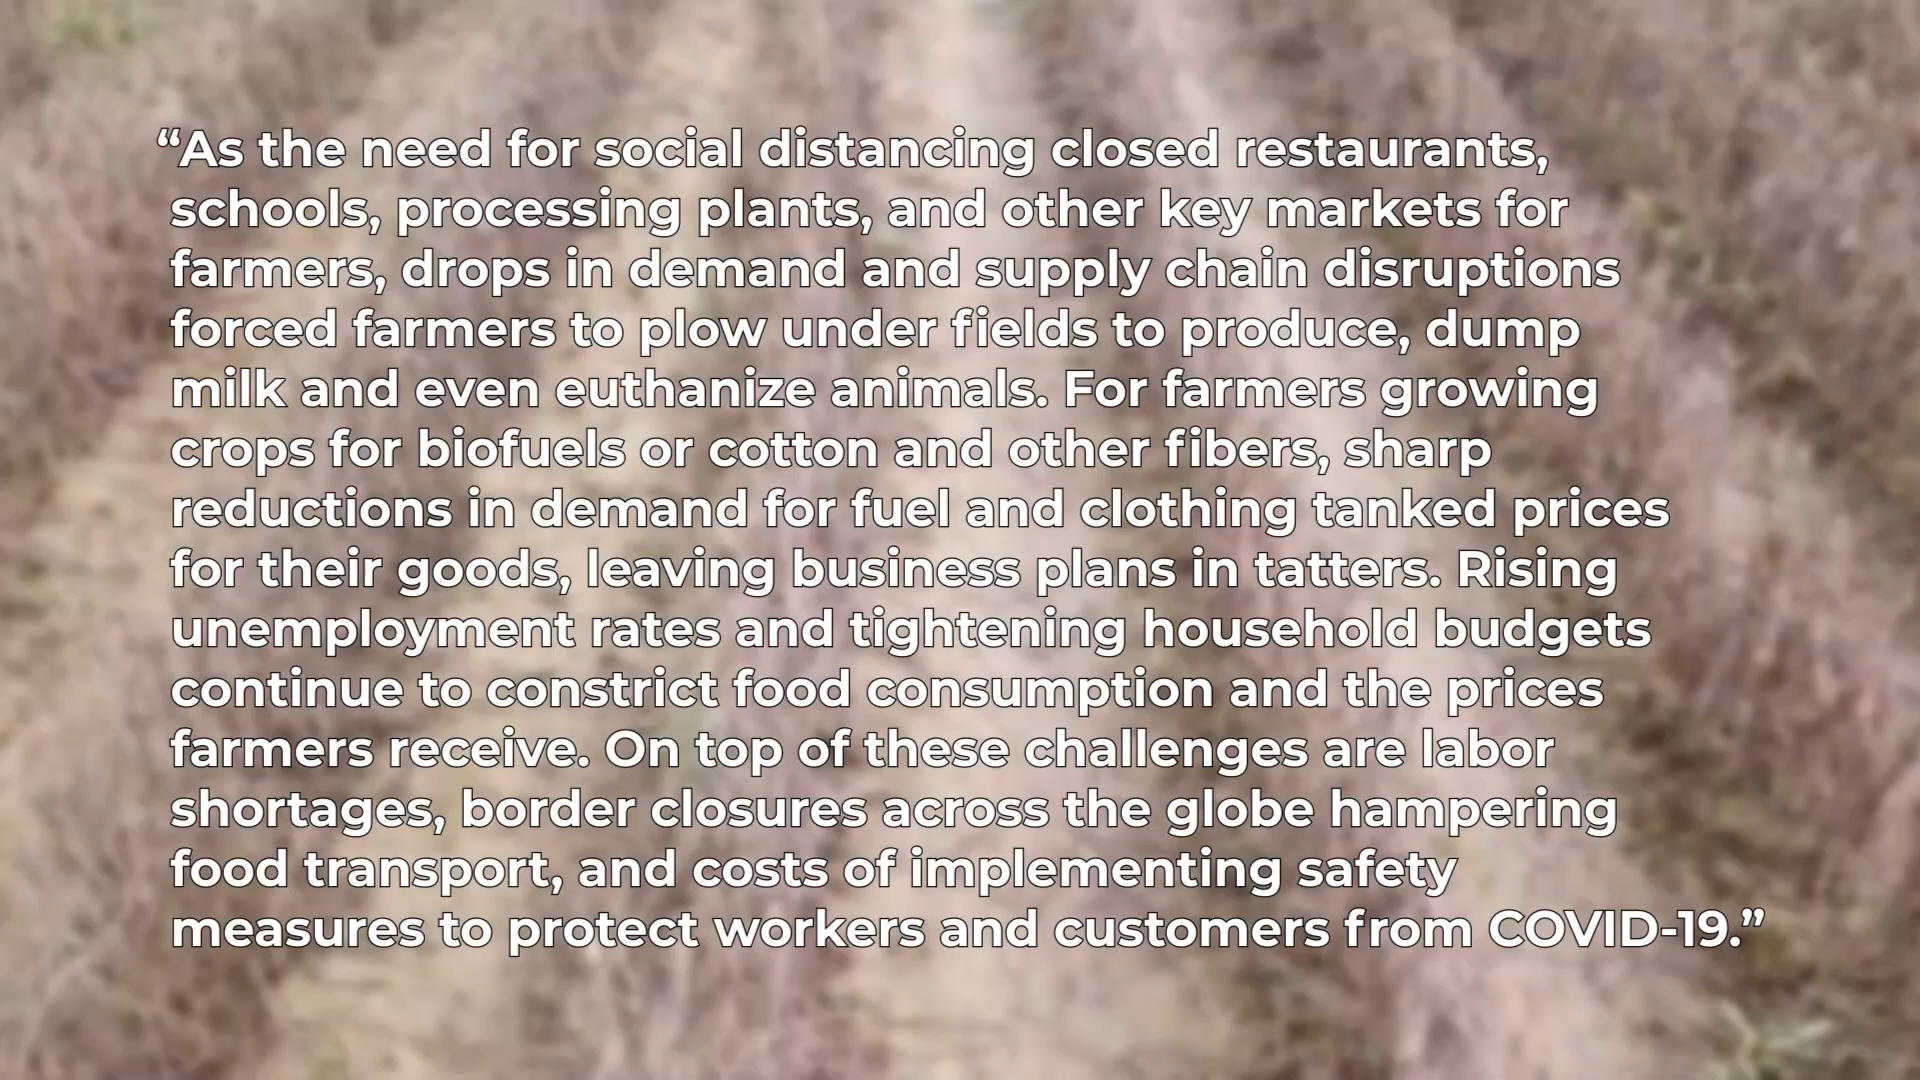 “As the need for social distancing closed restaurants,
schools, processing plants, and other key markets for
farmers, drops in demand and supply chain disruptions
forced farmers to plow under fields to produce, dump
milk and even euthanize animals. For farmers growing
crops for biofuels or cotton and other fibers, sharp
reductions in demand for fuel and clothing tanked prices
for their goods, leaving business plans in tatters. Rising
unemployment rates and tightening household budgets
continue to constrict food consumption and the prices
farmers receive. On top of these challenges are labor
shortages, border closures across the globe hampering
food transport, and costs of implementing safety
measures to protect workers and customers from COVID-19.”